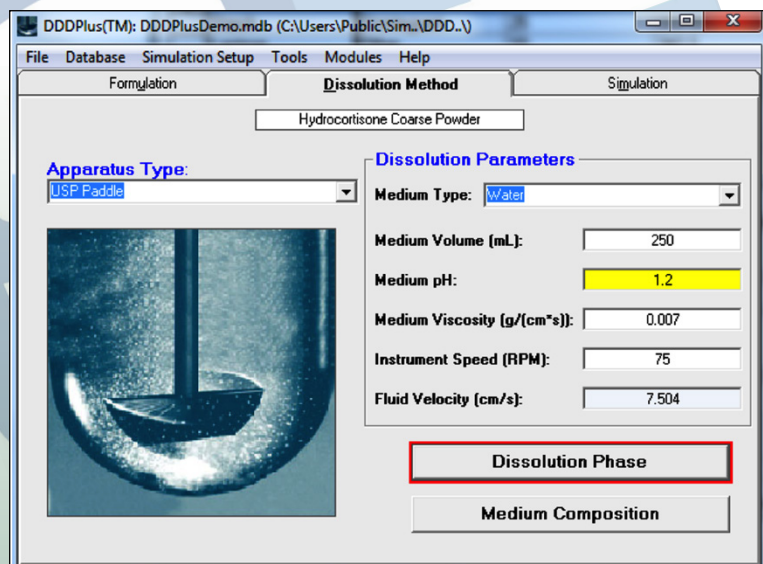 DDDPlus(TM): DDDPlusDemo.mdb (C:\Users\Public\Sim..\DDD..\)
File Database Simulation Setup Tools Modules Help
Formulation Dissolution Method Simulation
Hydrocortisone Coarse Powder
Apparatus Type:
USP Paddle
Dissolution Parameters
Medium Type: Water
Medium Volume (mL): 250
Medium pH: 1.2
Medium Viscosity (g/(cm*s)): 0.007
Instrument Speed (RPM): 75
Fluid Velocity (cm/s): 7.504
Dissolution Phase
Medium Composition